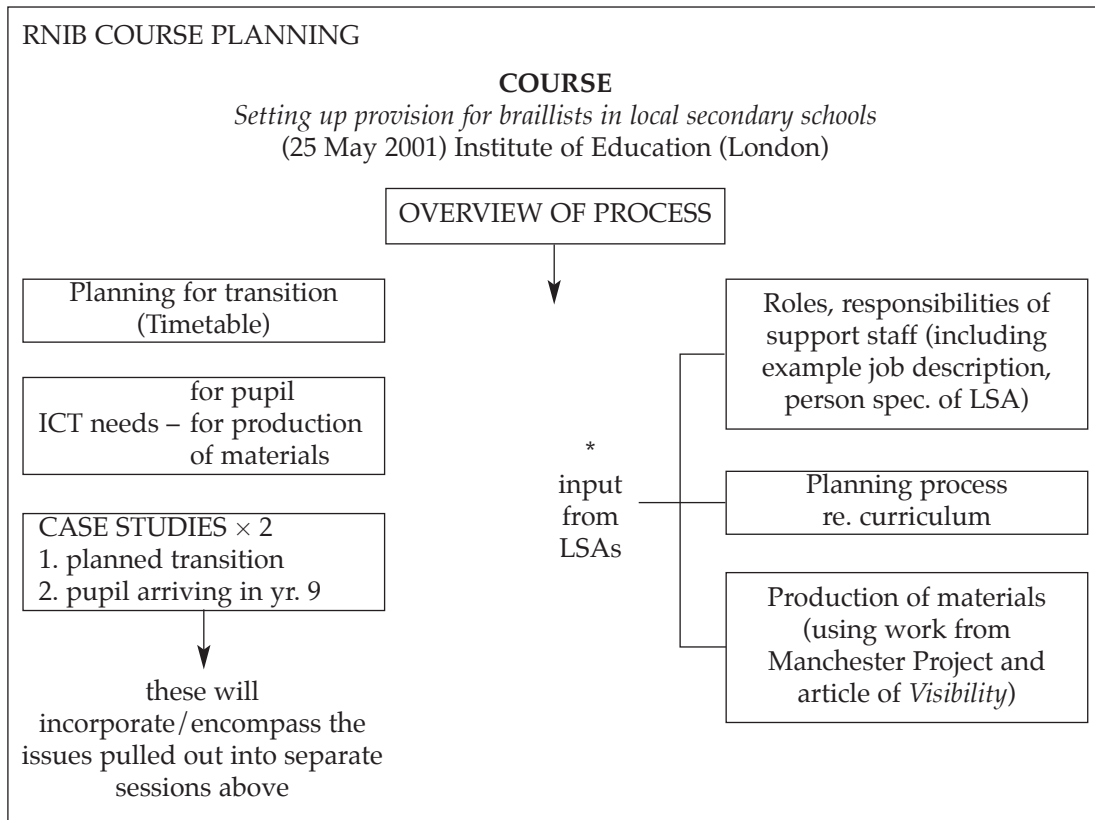 RNIB COURSE PLANNING
COURSE
Setting up provision for braillists in local secondary schools
(25 May 2001) Institute of Education (London)
OVERVIEW OF PROCESS
Planning for transition
(Timetable)
for pupil
ICT needs – for production
of materials
CASE STUDIES × 2
1. planned transition
2. pupil arriving in yr. 9
these will
incorporate/encompass the
issues pulled out into separate
sessions above
*
input
from
LSAs
Roles, responsibilities of
support staff (including
example job description,
person spec. of LSA)
Planning process
re. curriculum
Production of materials
(using work from
Manchester Project and
article of Visibility)